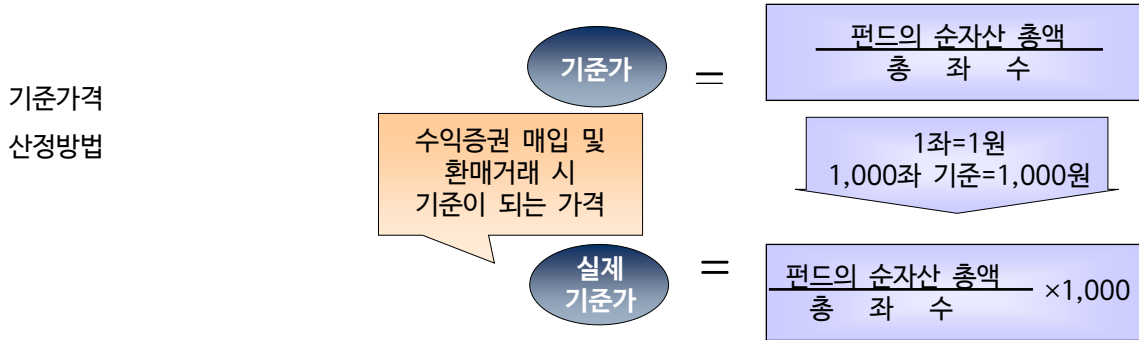 기준가격
산정방법
기준가
=
펀드의 순자산 총액
총 좌 수
수익증권 매입 및
환매거래 시
기준이 되는 가격
1좌=1원
1,000좌 기준=1,000원
실제
기준가
=
펀드의 순자산 총액
총 좌 수
×1,000